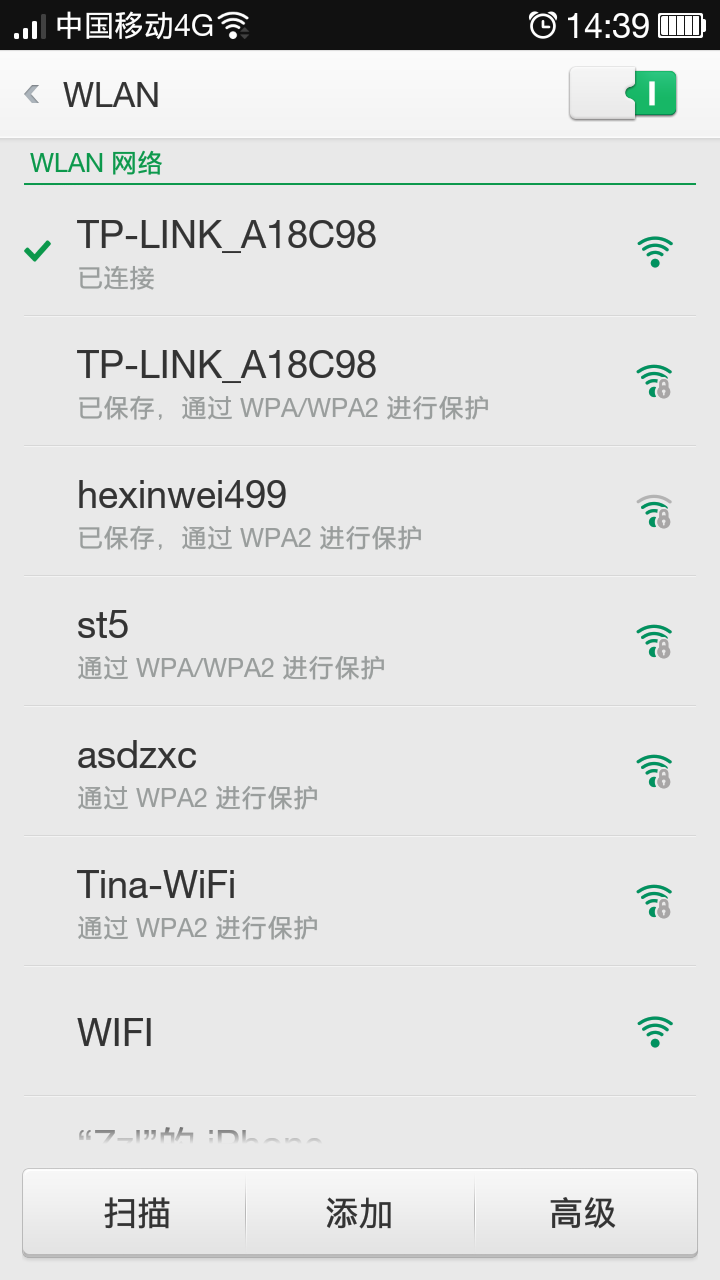 中国移动4G 14:39
WLAN
WLAN 网络
TP-LINK_A18C98
已连接
TP-LINK_A18C98
已保存，通过 WPA/WPA2 进行保护
hexinwei499
已保存，通过 WPA2 进行保护
st5
通过 WPA/WPA2 进行保护
asdzxc
通过 WPA2 进行保护
Tina-WiFi
通过 WPA2 进行保护
WIFI
的 iPhone
扫描 添加 高级